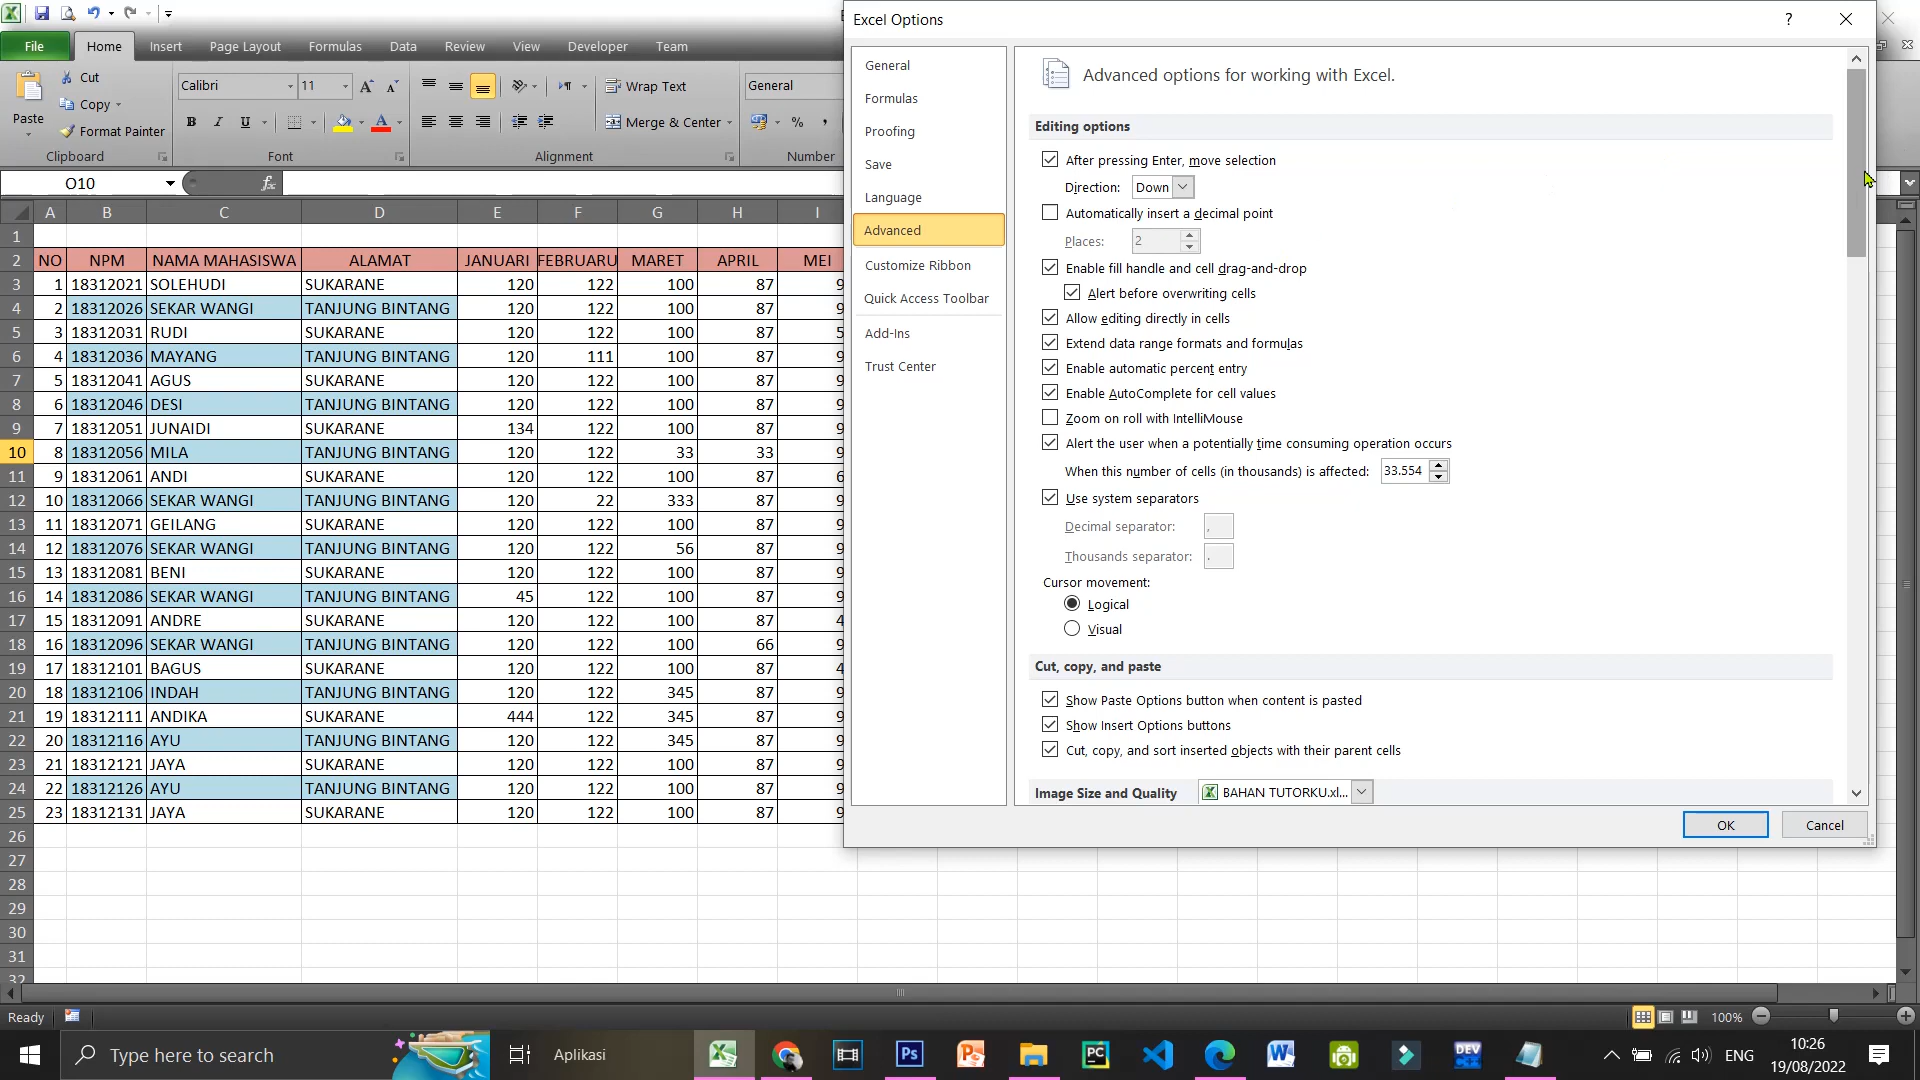 Excel Options
?
File Home Insert Page Layout Formulas Data Review View Developer Team
Paste
Cut
Copy
Format Painter
Clipboard
Calibri 11
B I U
Font
Wrap Text
Merge & Center
Alignment
General
%
Number
O10 fx
A B C D E F G H I
1
2 NO NPM NAMA MAHASISWA ALAMAT JANUARI FEBRUARU MARET APRIL MEI
3 1 18312021 SOLEHUDI SUKARANE 120 122 100 87 9
4 2 18312026 SEKAR WANGI TANJUNG BINTANG 120 122 100 87 9
5 3 18312031 RUDI SUKARANE 120 122 100 87 5
6 4 18312036 MAYANG TANJUNG BINTANG 120 111 100 87 9
7 5 18312041 AGUS SUKARANE 120 122 100 87 9
8 6 18312046 DESI TANJUNG BINTANG 120 122 100 87 9
9 7 18312051 JUNAIDI SUKARANE 134 122 100 87 9
10 8 18312056 MILA TANJUNG BINTANG 120 122 33 33 9
11 9 18312061 ANDI SUKARANE 120 122 100 87 6
12 10 18312066 SEKAR WANGI TANJUNG BINTANG 120 22 333 87 9
13 11 18312071 GEILANG SUKARANE 120 122 100 87 9
14 12 18312076 SEKAR WANGI TANJUNG BINTANG 120 122 56 87 9
15 13 18312081 BENI SUKARANE 120 122 100 87 9
16 14 18312086 SEKAR WANGI TANJUNG BINTANG 45 122 100 87 9
17 15 18312091 ANDRE SUKARANE 120 122 100 87 4
18 16 18312096 SEKAR WANGI TANJUNG BINTANG 120 122 100 66 9
19 17 18312101 BAGUS SUKARANE 120 122 100 87 4
20 18 18312106 INDAH TANJUNG BINTANG 120 122 345 87 9
21 19 18312111 ANDIKA SUKARANE 444 122 345 87 9
22 20 18312116 AYU TANJUNG BINTANG 120 122 345 87 9
23 21 18312121 JAYA SUKARANE 120 122 100 87 9
24 22 18312126 AYU TANJUNG BINTANG 120 122 100 87 9
25 23 18312131 JAYA SUKARANE 120 122 100 87 9
26
27
28
29
30
31
32
General
Formulas
Proofing
Save
Language
Advanced
Customize Ribbon
Quick Access Toolbar
Add-Ins
Trust Center
Advanced options for working with Excel.
Editing options
After pressing Enter, move selection
Direction: Down
Automatically insert a decimal point
Places: 2
Enable fill handle and cell drag-and-drop
Alert before overwriting cells
Allow editing directly in cells
Extend data range formats and formulas
Enable automatic percent entry
Enable AutoComplete for cell values
Zoom on roll with IntelliMouse
Alert the user when a potentially time consuming operation occurs
When this number of cells (in thousands) is affected: 33.554
Use system separators
Decimal separator: ,
Thousands separator: .
Cursor movement:
Logical
Visual
Cut, copy, and paste
Show Paste Options button when content is pasted
Show Insert Options buttons
Cut, copy, and sort inserted objects with their parent cells
Image Size and Quality BAHAN TUTORKU.xl...
OK Cancel
Ready 100%
Type here to search Aplikasi Ps PC DEV ENG
10:26
19/08/2022